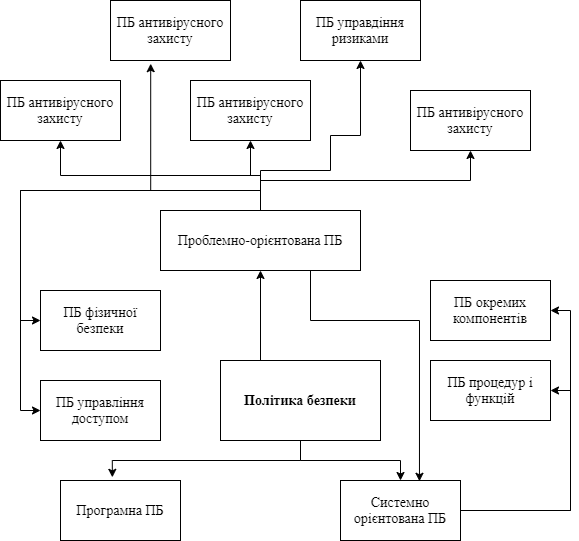 ПБ антивірусного
захисту
ПБ управдіння
ризиками
ПБ антивірусного
захисту
ПБ антивірусного
захисту
ПБ антивірусного
захисту
Проблемно-орієнтована ПБ
ПБ фізичної
безпеки
ПБ окремих
компонентів
Політика безпеки
ПБ процедур і
функцій
ПБ управління
доступом
Програмна ПБ
Системно
орієнтована ПБ